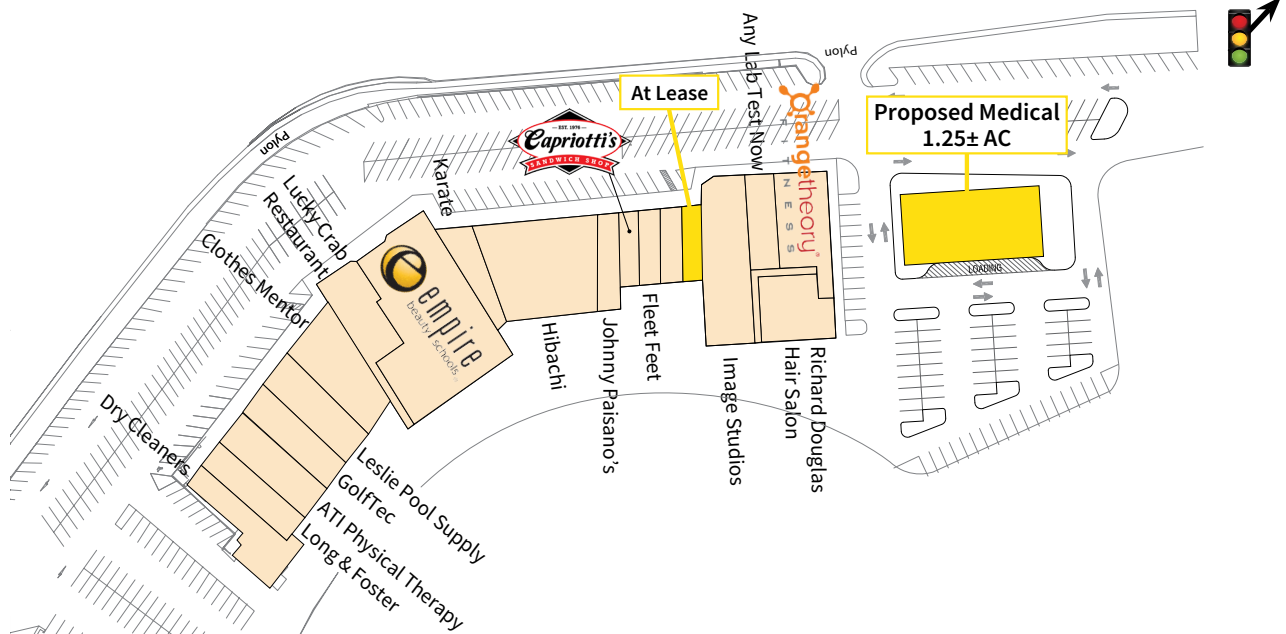 Pylon
Any Lab Test Now
Orangetheory
FITNESS
At Lease
Proposed Medical
1.25± AC
EST. 1976
Capriotti's
SANDWICH SHOP
Pylon
Karate
Lucky Crab
Restaurant
Clothes Mentor
empire
beauty schools
LOADING
Hibachi
Johnny Paisano's
Fleet Feet
Image Studios
Richard Douglas
Hair Salon
Dry Cleaners
Leslie Pool Supply
GolfTec
ATI Physical Therapy
Long & Foster